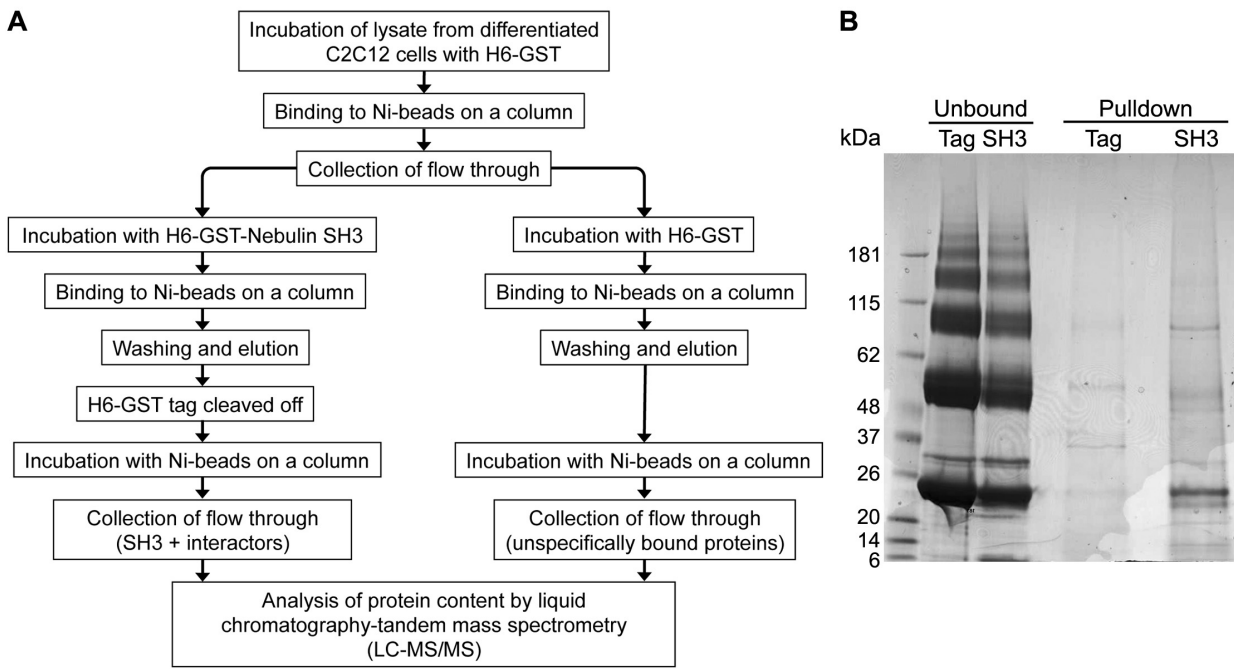 A
Incubation of lysate from differentiated
C2C12 cells with H6-GST
Binding to Ni-beads on a column
Collection of flow through
Incubation with H6-GST-Nebulin SH3
Binding to Ni-beads on a column
Washing and elution
H6-GST tag cleaved off
Incubation with Ni-beads on a column
Collection of flow through
(SH3 + interactors)
Incubation with H6-GST
Binding to Ni-beads on a column
Washing and elution
Incubation with Ni-beads on a column
Collection of flow through
(unspecifically bound proteins)
Analysis of protein content by liquid
chromatography-tandem mass spectrometry
(LC-MS/MS)
B
Unbound Pulldown
kDa Tag SH3 Tag SH3
181
115
62
48
37
26
20
14
6